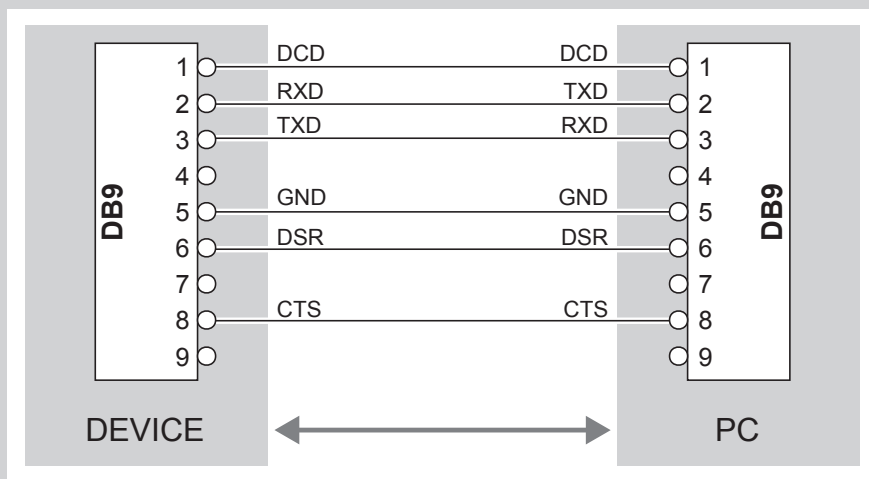 DCD DCD
1 1
RXD TXD
2 2
TXD RXD
3 3
4 4
GND GND
5 5
DB9 DB9
DSR DSR
6 6
7 7
CTS CTS
8 8
9 9
DEVICE PC